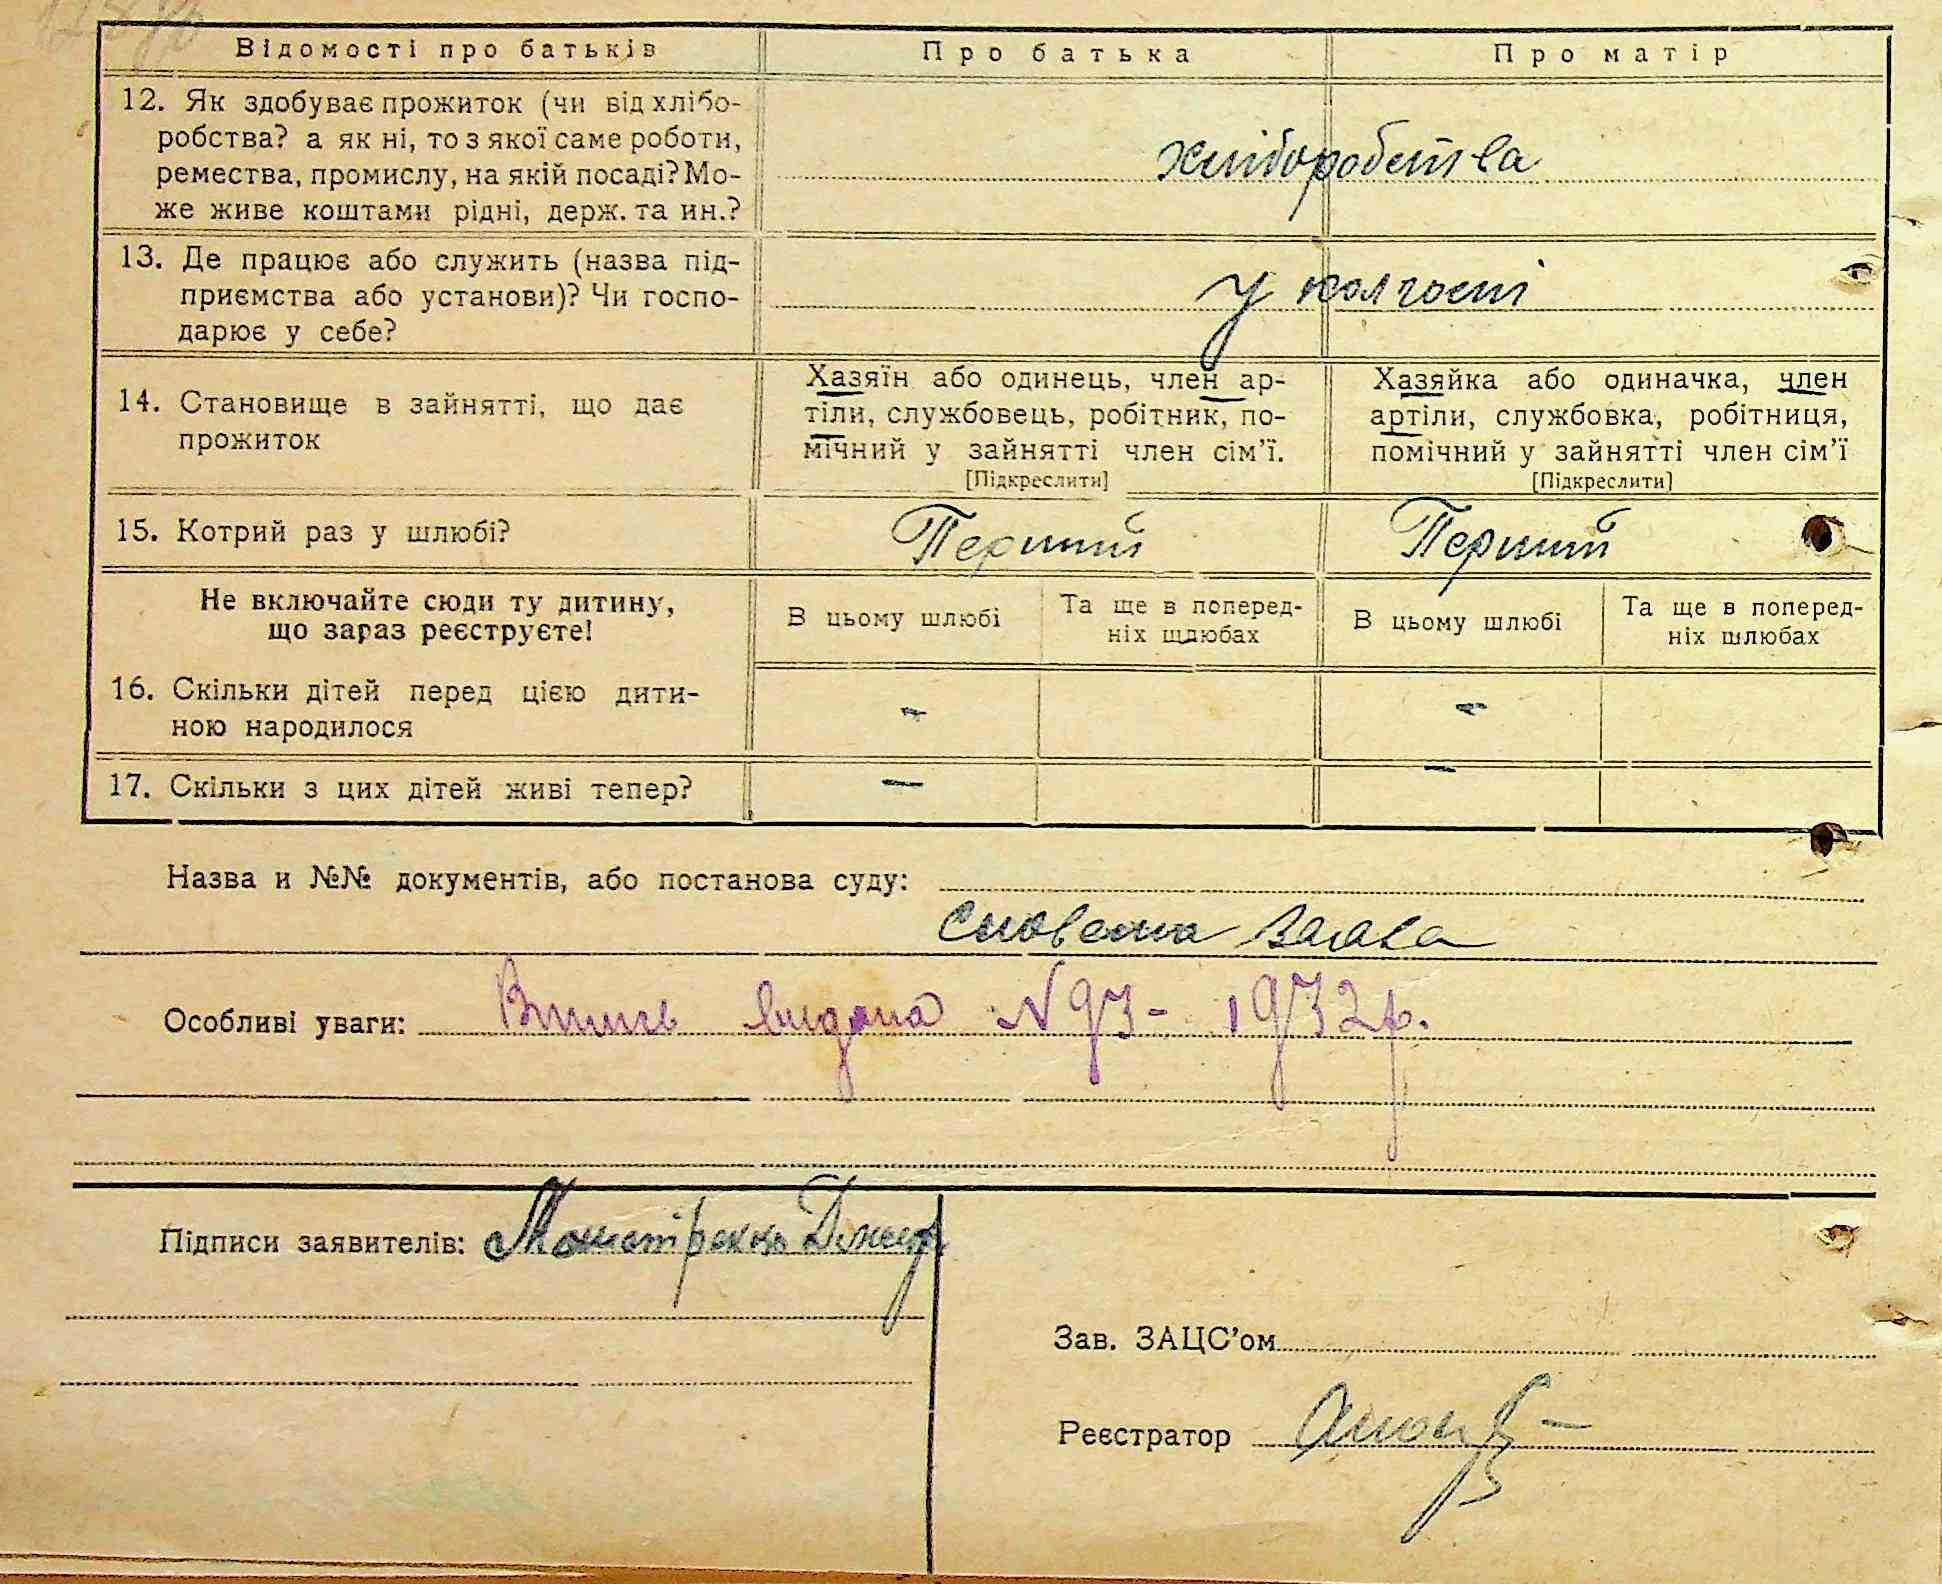 Відомості про батьків Про батька Про матір
12. Як здобуває прожиток (чи від хлібо-
робства? а як ні, то з якої саме роботи,
ремества, промислу, на якій посаді? Мо-
же живе коштами рідні, держ. та ин.?
хліборобства
13. Де працює або служить (назва під-
приємства або установи)? Чи госпо-
дарює у себе?
у колгоспі
14. Становище в зайнятті, що дає
прожиток
Хазяїн або одинець, член ар-
тіли, службовець, робітник, по-
мічний у зайнятті член сім'ї.
[Підкреслити]
Хазяйка або одиначка, член
артіли, службовка, робітниця,
помічний у зайнятті член сім'ї
[Підкреслити]
15. Котрий раз у шлюбі? Перший Перший
Не включайте сюди ту дитину,
що зараз реєструєте!
В цьому шлюбі
Та ще в поперед-
ніх шлюбах
В цьому шлюбі
Та ще в поперед-
ніх шлюбах
16. Скільки дітей перед цією дити-
ною народилося
- -
17. Скільки з цих дітей живі тепер? - -
Назва и №№ документів, або постанова суду:
Словесна заява
Особливі уваги: Випись видана N 93 - 1932 р.
Підписи заявителів:
Зав. ЗАЦС'ом
Реєстратор